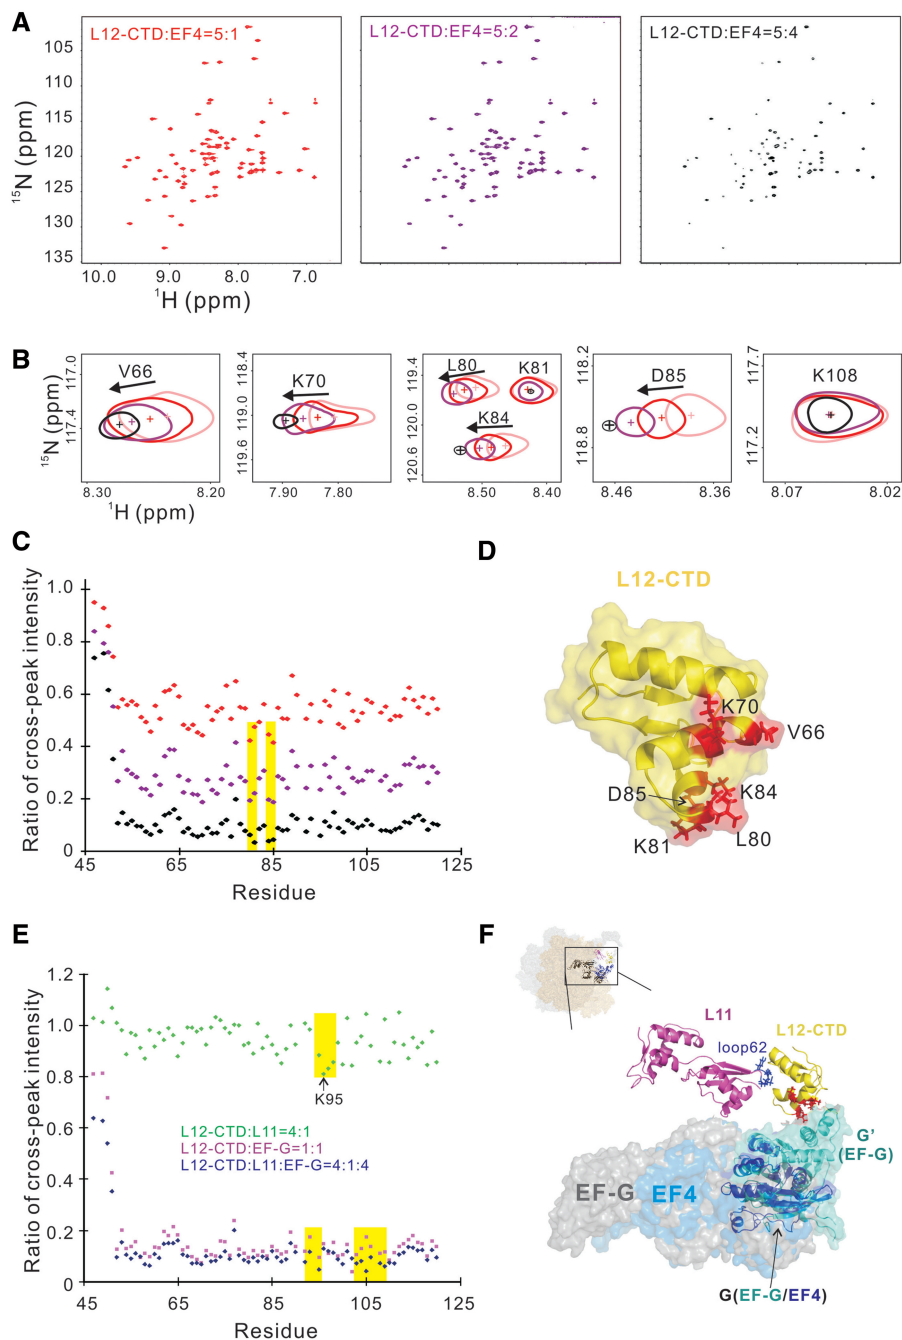 A
L12-CTD:EF4=5:1
L12-CTD:EF4=5:2
L12-CTD:EF4=5:4
105
110
115
120
125
130
135
15N (ppm)
10.0 9.0 8.0 7.0
1H (ppm)
B
15N (ppm)
117.0
117.4
V66
8.30 8.20
1H (ppm)
118.4
119.0
119.6
K70
7.90 7.80
119.4
120.0
120.6
L80
K81
K84
8.50 8.40
118.2
118.8
D85
8.46 8.36
117.7
117.2
K108
8.07 8.02
C
Ratio of cross-peak intensity
1.0
0.8
0.6
0.4
0.2
0
45 65 85 105 125
Residue
D
L12-CTD
K70
V66
D85
K84
K81
L80
E
Ratio of cross-peak intensity
1.2
1.0
0.8
0.6
0.4
0.2
0
K95
L12-CTD:L11=4:1
L12-CTD:EF-G=1:1
L12-CTD:L11:EF-G=4:1:4
45 65 85 105 125
Residue
F
L11
L12-CTD
loop62
G'
(EF-G)
EF-G
EF4
G(EF-G/EF4)